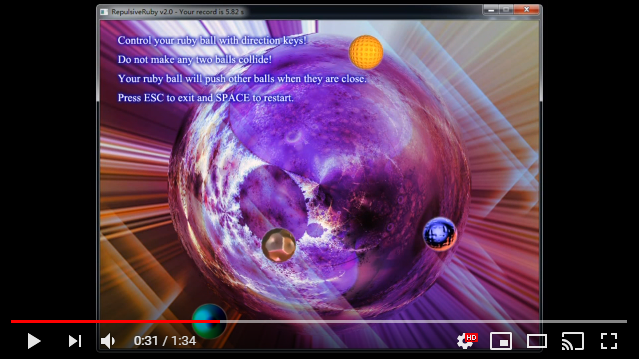 RepulsiveRuby v2.0 - Your record is 5.82 s
Control your ruby ball with direction keys!
Do not make any two balls collide!
Your ruby ball will push other balls when they are close.
Press ESC to exit and SPACE to restart.
0:31 / 1:34
HD